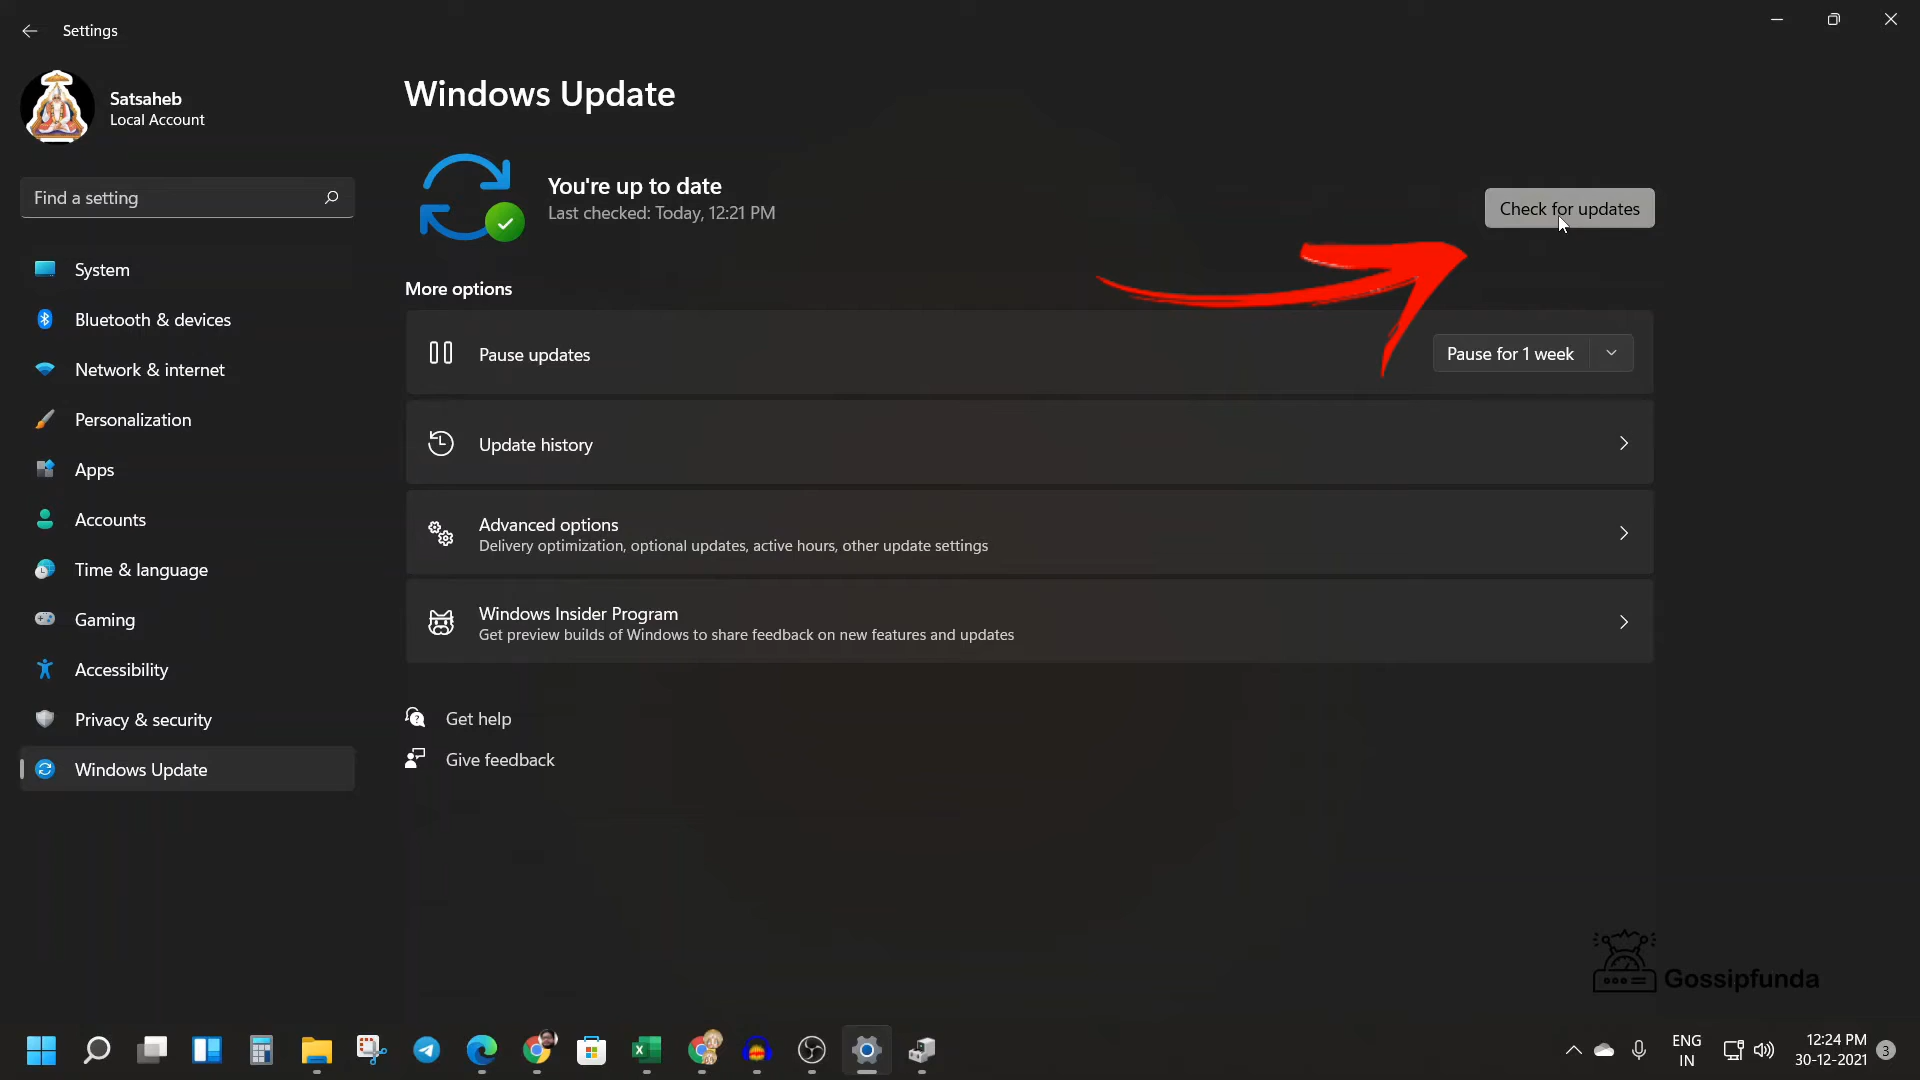 Settings
Satsaheb
Local Account
Find a setting
System
Bluetooth & devices
Network & internet
Personalization
Apps
Accounts
Time & language
Gaming
Accessibility
Privacy & security
Windows Update
Windows Update
You're up to date
Last checked: Today, 12:21 PM
Check for updates
More options
Pause updates
Pause for 1 week
Update history
Advanced options
Delivery optimization, optional updates, active hours, other update settings
Windows Insider Program
Get preview builds of Windows to share feedback on new features and updates
Get help
Give feedback
Gossipfunda
ENG
IN
12:24 PM
30-12-2021
3